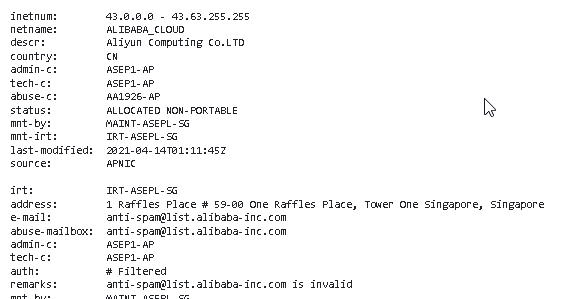 inetnum: 43.0.0.0 - 43.63.255.255
netname: ALIBABA_CLOUD
descr: Aliyun Computing Co.LTD
country: CN
admin-c: ASEP1-AP
tech-c: ASEP1-AP
abuse-c: AA1926-AP
status: ALLOCATED NON-PORTABLE
mnt-by: MAINT-ASEPL-SG
mnt-irt: IRT-ASEPL-SG
last-modified: 2021-04-14T01:11:45Z
source: APNIC
irt: IRT-ASEPL-SG
address: 1 Raffles Place # 59-00 One Raffles Place, Tower One Singapore, Singapore
e-mail: anti-spam@list.alibaba-inc.com
abuse-mailbox: anti-spam@list.alibaba-inc.com
admin-c: ASEP1-AP
tech-c: ASEP1-AP
auth: # Filtered
remarks: anti-spam@list.alibaba-inc.com is invalid
mnt-by: MAINT-ASEPL-SG